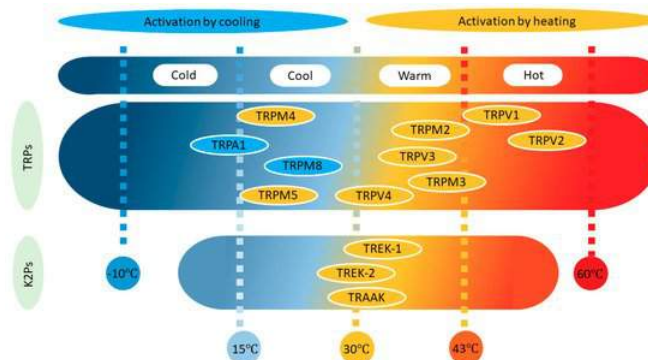 Activation by cooling
Activation by heating
Cold
Cool
Warm
Hot
TRPs
TRPM4
TRPV1
TRPM2
TRPA1
TRPV2
TRPV3
TRPM8
TRPM3
TRPM5
TRPV4
K2Ps
TREK-1
TREK-2
TRAAK
-10°C
60°C
15°C
30°C
43°C